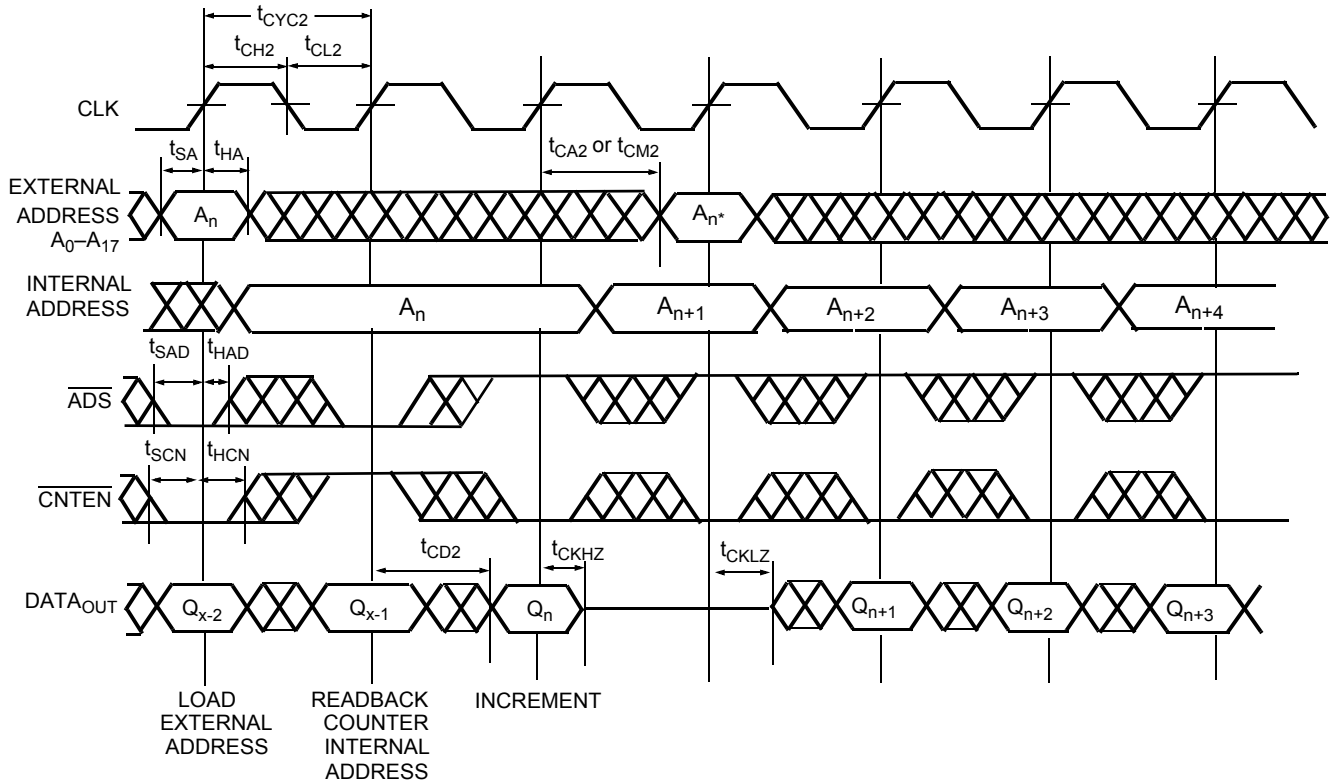 tCYC2
tCH2 tCL2
CLK
tSA tHA tCA2 or tCM2
EXTERNAL
ADDRESS
A0–A17
An An*
INTERNAL
ADDRESS
An An+1 An+2 An+3 An+4
tSAD tHAD
ADS
tSCN tHCN
CNTEN
tCD2 tCKHZ tCKLZ
DATAOUT Qx-2 Qx-1 Qn Qn+1 Qn+2 Qn+3
LOAD
EXTERNAL
ADDRESS
READBACK
COUNTER
INTERNAL
ADDRESS
INCREMENT